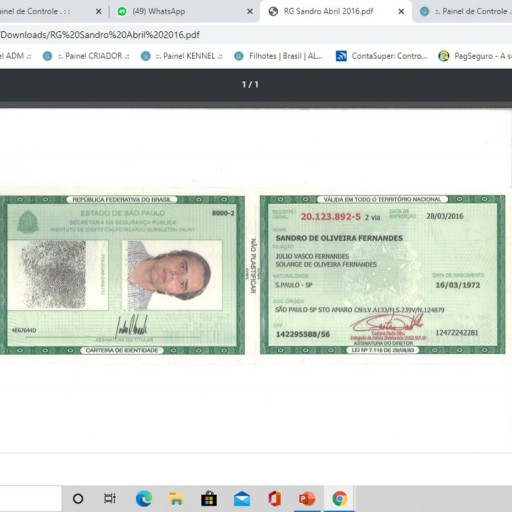 ainel de Controle . : : × (49) WhatsApp × RG Sandro Abril 2016.pdf × .: Painel de Controle .
/Downloads/RG%20Sandro%20Abril%202016.pdf
el ADM .:: ::. Painel CRIADOR .:: ::. Painel KENNEL .:: Filhotes | Brasil | AL... ContaSuper: Contro... PagSeguro - A s
1 / 1
REPÚBLICA FEDERATIVA DO BRASIL
ESTADO DE SÃO PAULO 8000-2
SECRETARIA DA SEGURANÇA PÚBLICA
INSTITUTO DE IDENTIFICAÇÃO RICARDO GUMBLETON DAUNT
POLEGAR DIREITO
ASSINATURA DO TITULAR
CARTEIRA DE IDENTIDADE
NÃO PLASTIFICAR
VÁLIDA EM TODO O TERRITÓRIO NACIONAL
REGISTRO GERAL 20.123.892-5 2 via DATA DE EXPEDIÇÃO 28/03/2016
NOME
SANDRO DE OLIVEIRA FERNANDES
FILIAÇÃO
JULIO VASCO FERNANDES
SOLANGE DE OLIVEIRA FERNANDES
NATURALIDADE DATA DE NASCIMENTO
S.PAULO - SP 16/03/1972
DOC ORIGEM
SÃO PAULO-SP STO AMARO CN:LV.A133/FLS.239V/N.124879
CPF 142295588/56 12472242281
ASSINATURA DO DIRETOR
LEI Nº 7.116 DE 29/08/83